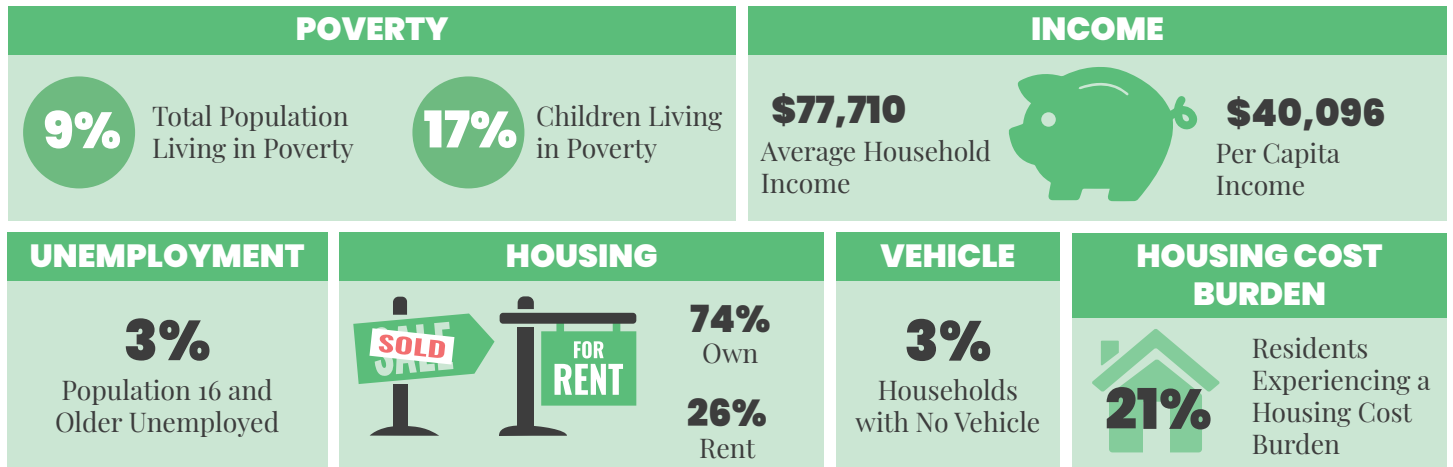 POVERTY
9%
Total Population
Living in Poverty
17%
Children Living
in Poverty
INCOME
$77,710
Average Household
Income
$40,096
Per Capita
Income
UNEMPLOYMENT
3%
Population 16 and
Older Unemployed
HOUSING
SALE
SOLD
FOR
RENT
74%
Own
26%
Rent
VEHICLE
3%
Households
with No Vehicle
HOUSING COST
BURDEN
21%
Residents
Experiencing a
Housing Cost
Burden